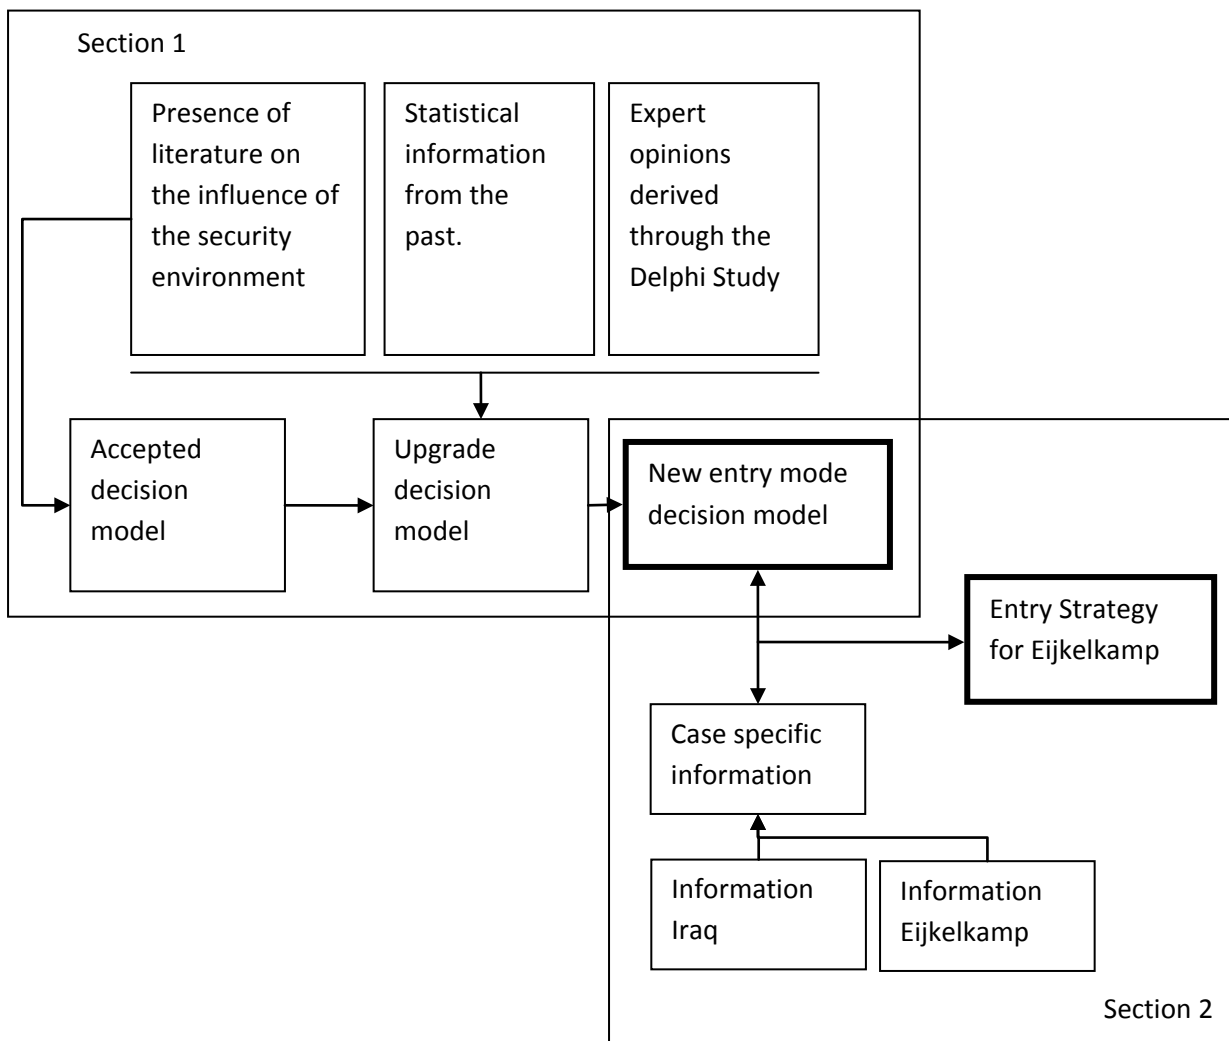 Section 1
Presence of
literature on
the influence of
the security
environment
Statistical
information
from the
past.
Expert
opinions
derived
through the
Delphi Study
Accepted
decision
model
Upgrade
decision
model
New entry mode
decision model
Entry Strategy
for Eijkelkamp
Case specific
information
Information
Iraq
Information
Eijkelkamp
Section 2